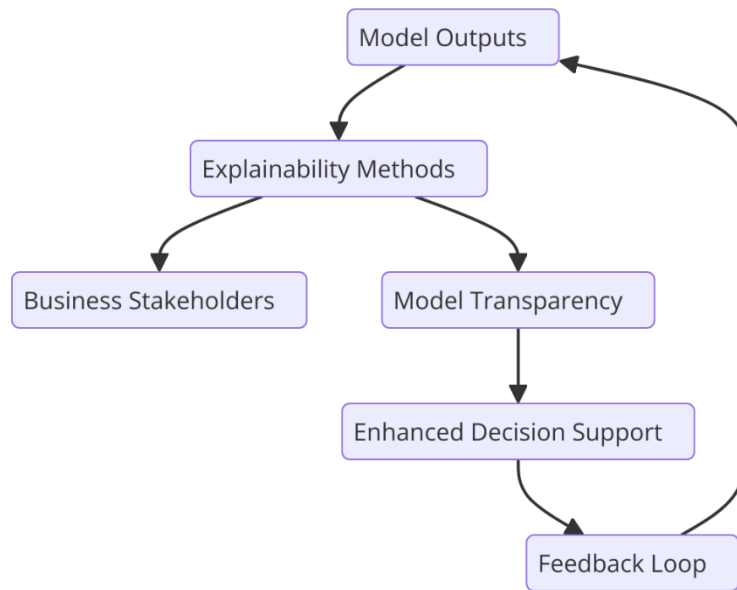 Model Outputs
Explainability Methods
Business Stakeholders
Model Transparency
Enhanced Decision Support
Feedback Loop